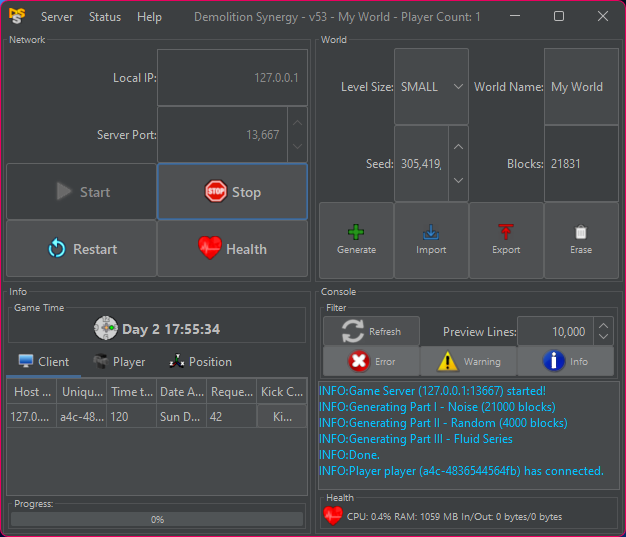 DSS Server Status Help Demolition Synergy - v53 - My World - Player Count: 1
Network
Local IP: 127.0.0.1
Server Port: 13,667
Start Stop
Restart Health
World
Level Size: SMALL World Name: My World
Seed: 305,419, Blocks: 21831
Generate Import Export Erase
Info
Game Time
Day 2 17:55:34
Client Player Position
Host ... Uniqu... Time t... Date A... Reque... Kick C...
127.0.... a4c-48... 120 Sun D... 42 Ki...
Progress:
0%
Console
Filter
Refresh Preview Lines: 10,000
Error Warning Info
INFO:Game Server (127.0.0.1:13667) started!
INFO:Generating Part I - Noise (21000 blocks)
INFO:Generating Part II - Random (4000 blocks)
INFO:Generating Part III - Fluid Series
INFO:Done.
INFO:Player player (a4c-4836544564fb) has connected.
Health
CPU: 0.4% RAM: 1059 MB In/Out: 0 bytes/0 bytes